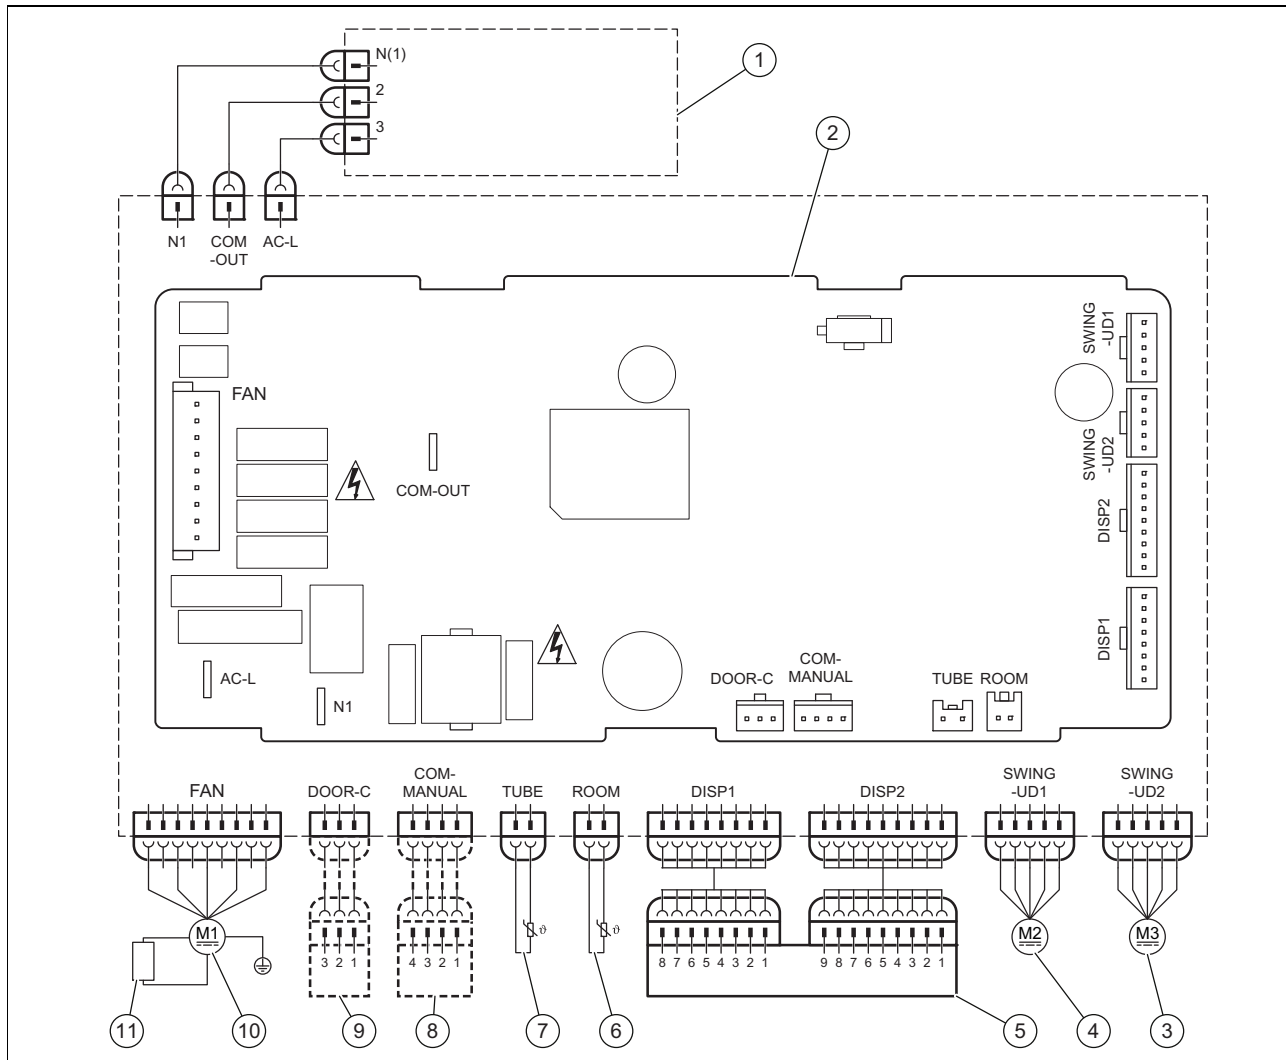 N(1)
1
2
3
2
N1
COM
-OUT
AC-L
SWING
-UD1
FAN
SWING
-UD2
COM-OUT
DISP2
DISP1
AC-L
N1
DOOR-C
COM-
MANUAL
TUBE
ROOM
FAN
DOOR-C
COM-
MANUAL
TUBE
ROOM
DISP1
DISP2
SWING
-UD1
SWING
-UD2
M1
ϑ
ϑ
M2
M3
3 2 1
4 3 2 1
8 7 6 5 4 3 2 1
9 8 7 6 5 4 3 2 1
11
10
9
8
7
6
5
4
3